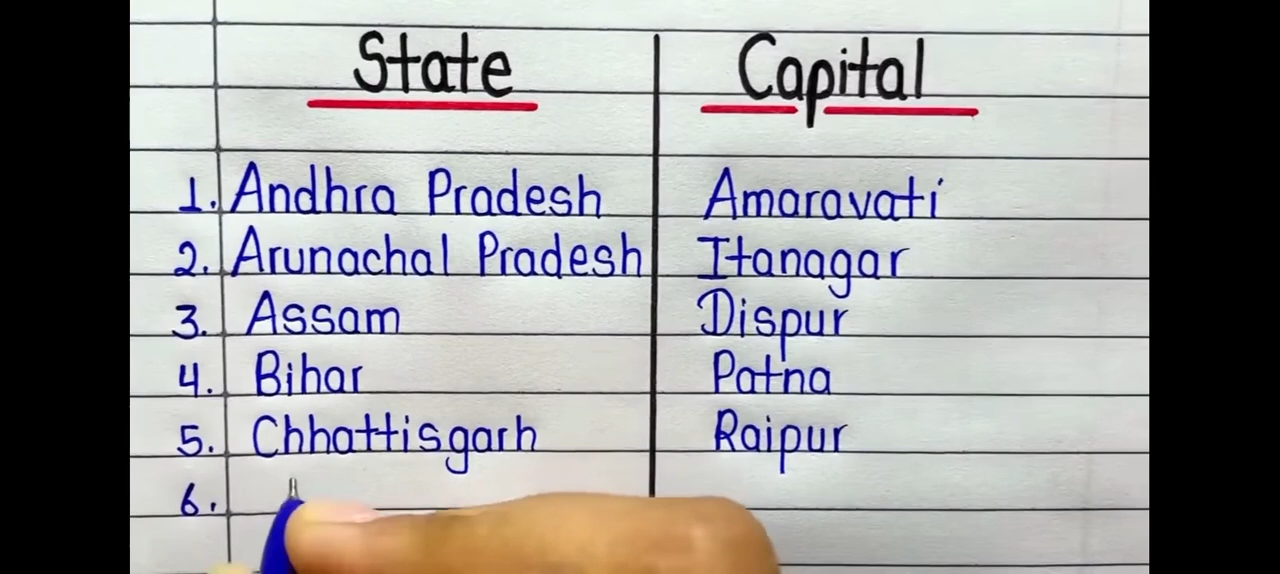 State Capital
1. Andhra Pradesh Amaravati
2. Arunachal Pradesh Itanagar
3. Assam Dispur
4. Bihar Patna
5. Chhattisgarh Raipur
6.